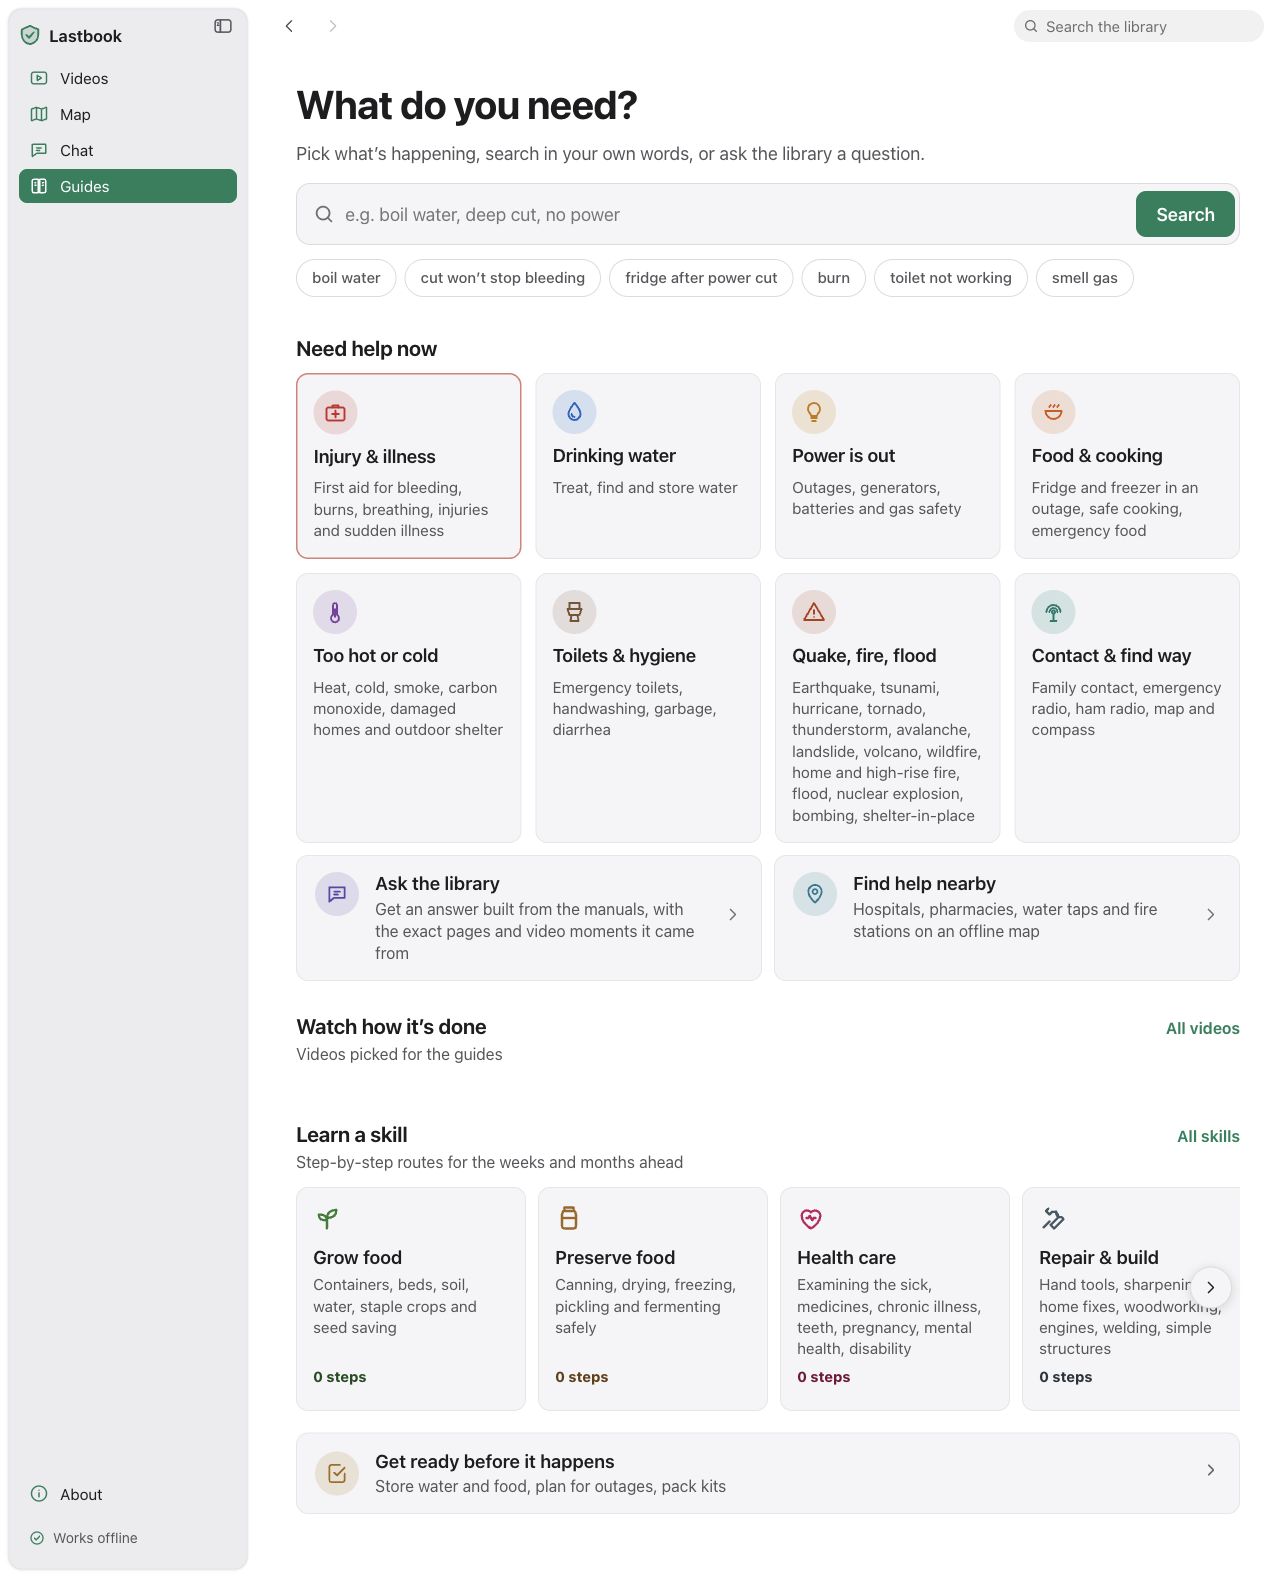 Lastbook
Videos
Map
Chat
Guides
About
Works offline
Search the library
What do you need?
Pick what's happening, search in your own words, or ask the library a question.
e.g. boil water, deep cut, no power
Search
boil water
cut won't stop bleeding
fridge after power cut
burn
toilet not working
smell gas
Need help now
Injury & illness
First aid for bleeding,
burns, breathing, injuries
and sudden illness
Drinking water
Treat, find and store water
Power is out
Outages, generators,
batteries and gas safety
Food & cooking
Fridge and freezer in an
outage, safe cooking,
emergency food
Too hot or cold
Heat, cold, smoke, carbon
monoxide, damaged
homes and outdoor shelter
Toilets & hygiene
Emergency toilets,
handwashing, garbage,
diarrhea
Quake, fire, flood
Earthquake, tsunami,
hurricane, tornado,
thunderstorm, avalanche,
landslide, volcano, wildfire,
home and high-rise fire,
flood, nuclear explosion,
bombing, shelter-in-place
Contact & find way
Family contact, emergency
radio, ham radio, map and
compass
Ask the library
Get an answer built from the manuals, with
the exact pages and video moments it came
from
Find help nearby
Hospitals, pharmacies, water taps and fire
stations on an offline map
Watch how it's done
All videos
Videos picked for the guides
Learn a skill
All skills
Step-by-step routes for the weeks and months ahead
Grow food
Containers, beds, soil,
water, staple crops and
seed saving
0 steps
Preserve food
Canning, drying, freezing,
pickling and fermenting
safely
0 steps
Health care
Examining the sick,
medicines, chronic illness,
teeth, pregnancy, mental
health, disability
0 steps
Repair & build
Hand tools,
home fixes, woodworking,
engines, welding, simple
structures
0 steps
Get ready before it happens
Store water and food, plan for outages, pack kits